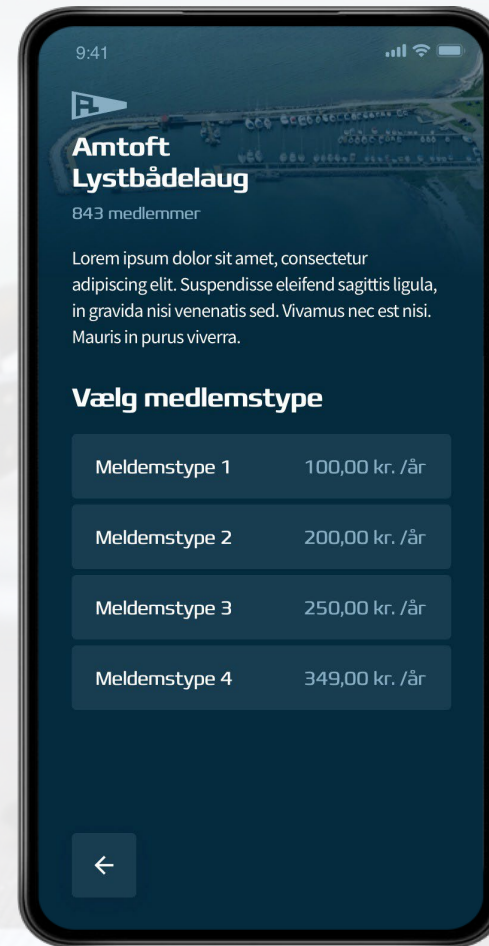 9:41
Amtoft
Lystbådelaug
843 medlemmer
Lorem ipsum dolor sit amet, consectetur
adipiscing elit. Suspendisse eleifend sagittis ligula,
in gravida nisi venenatis sed. Vivamus nec est nisi.
Mauris in purus viverra.
Vælg medlemstype
Meldemstype 1 100,00 kr. /år
Meldemstype 2 200,00 kr. /år
Meldemstype 3 250,00 kr. /år
Meldemstype 4 349,00 kr. /år